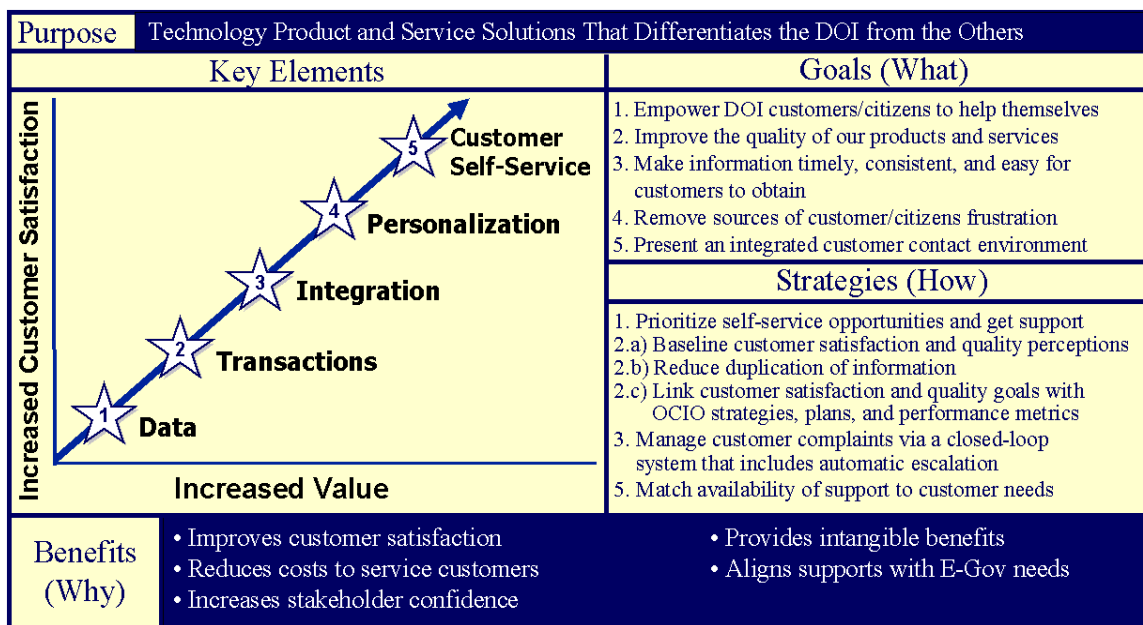 Purpose
Technology Product and Service Solutions That Differentiates the DOI from the Others
Key Elements
Increased Customer Satisfaction
5
Customer
Self-Service
4
Personalization
3
Integration
2
Transactions
1
Data
Increased Value
Goals (What)
1. Empower DOI customers/citizens to help themselves
2. Improve the quality of our products and services
3. Make information timely, consistent, and easy for
customers to obtain
4. Remove sources of customer/citizens frustration
5. Present an integrated customer contact environment
Strategies (How)
1. Prioritize self-service opportunities and get support
2.a) Baseline customer satisfaction and quality perceptions
2.b) Reduce duplication of information
2.c) Link customer satisfaction and quality goals with
OCIO strategies, plans, and performance metrics
3. Manage customer complaints via a closed-loop
system that includes automatic escalation
5. Match availability of support to customer needs
Benefits
(Why)
• Improves customer satisfaction
• Reduces costs to service customers
• Increases stakeholder confidence
• Provides intangible benefits
• Aligns supports with E-Gov needs